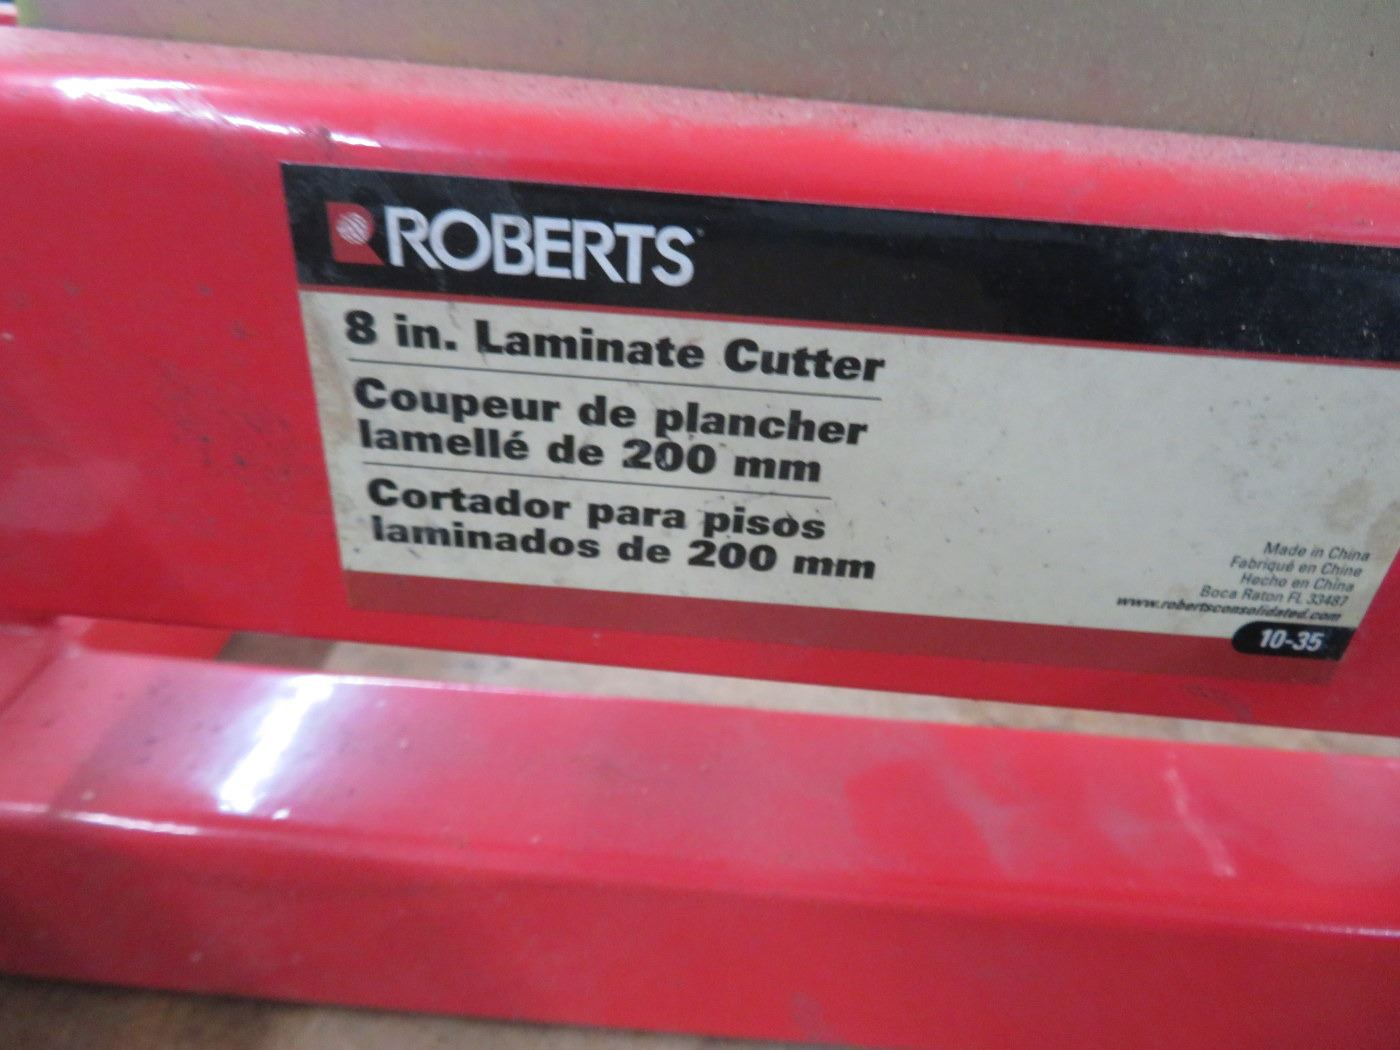 ROBERTS
8 in. Laminate Cutter
Coupeur de plancher
lamellé de 200 mm
Cortador para pisos
laminados de 200 mm
Made in China
Fabriqué en Chine
Hecho en China
Boca Raton FL 33487
www.robertsconsolidated.com
10-35